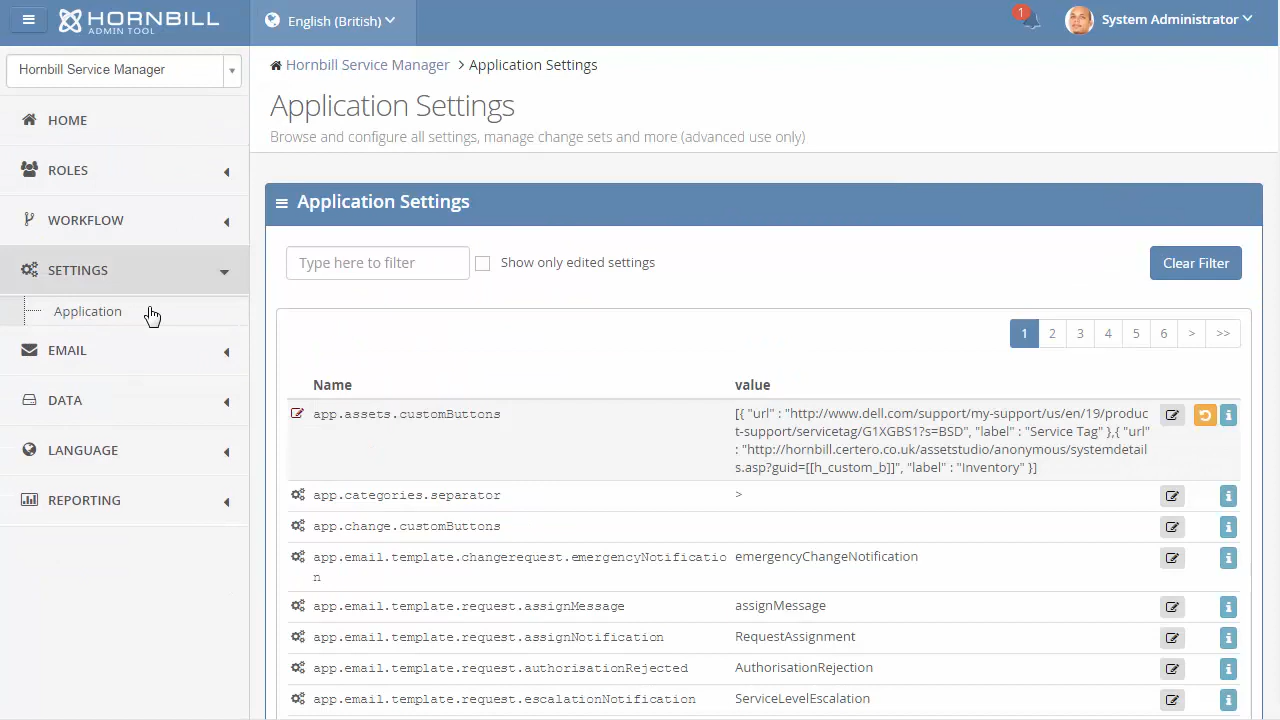 HORNBILL
ADMIN TOOL
English (British)
1
System Administrator
Hornbill Service Manager
HOME
ROLES
WORKFLOW
SETTINGS
Application
EMAIL
DATA
LANGUAGE
REPORTING
Hornbill Service Manager > Application Settings
Application Settings
Browse and configure all settings, manage change sets and more (advanced use only)
Application Settings
Type here to filter
Show only edited settings
Clear Filter
1 2 3 4 5 6 > >>
Name value
app.assets.customButtons [{ "url" : "http://www.dell.com/support/my-support/us/en/19/produc
t-support/servicetag/G1XGBS1?s=BSD", "label" : "Service Tag" },{ "url"
: "http://hornbill.certero.co.uk/assetstudio/anonymous/systemdetail
s.asp?guid=[[h_custom_b]]", "label" : "Inventory" }]
app.categories.separator >
app.change.customButtons
app.email.template.changerequest.emergencyNotificatio emergencyChangeNotification
n
app.email.template.request.assignMessage assignMessage
app.email.template.request.assignNotification RequestAssignment
app.email.template.request.authorisationRejected AuthorisationRejection
app.email.template.request.escalationNotification ServiceLevelEscalation